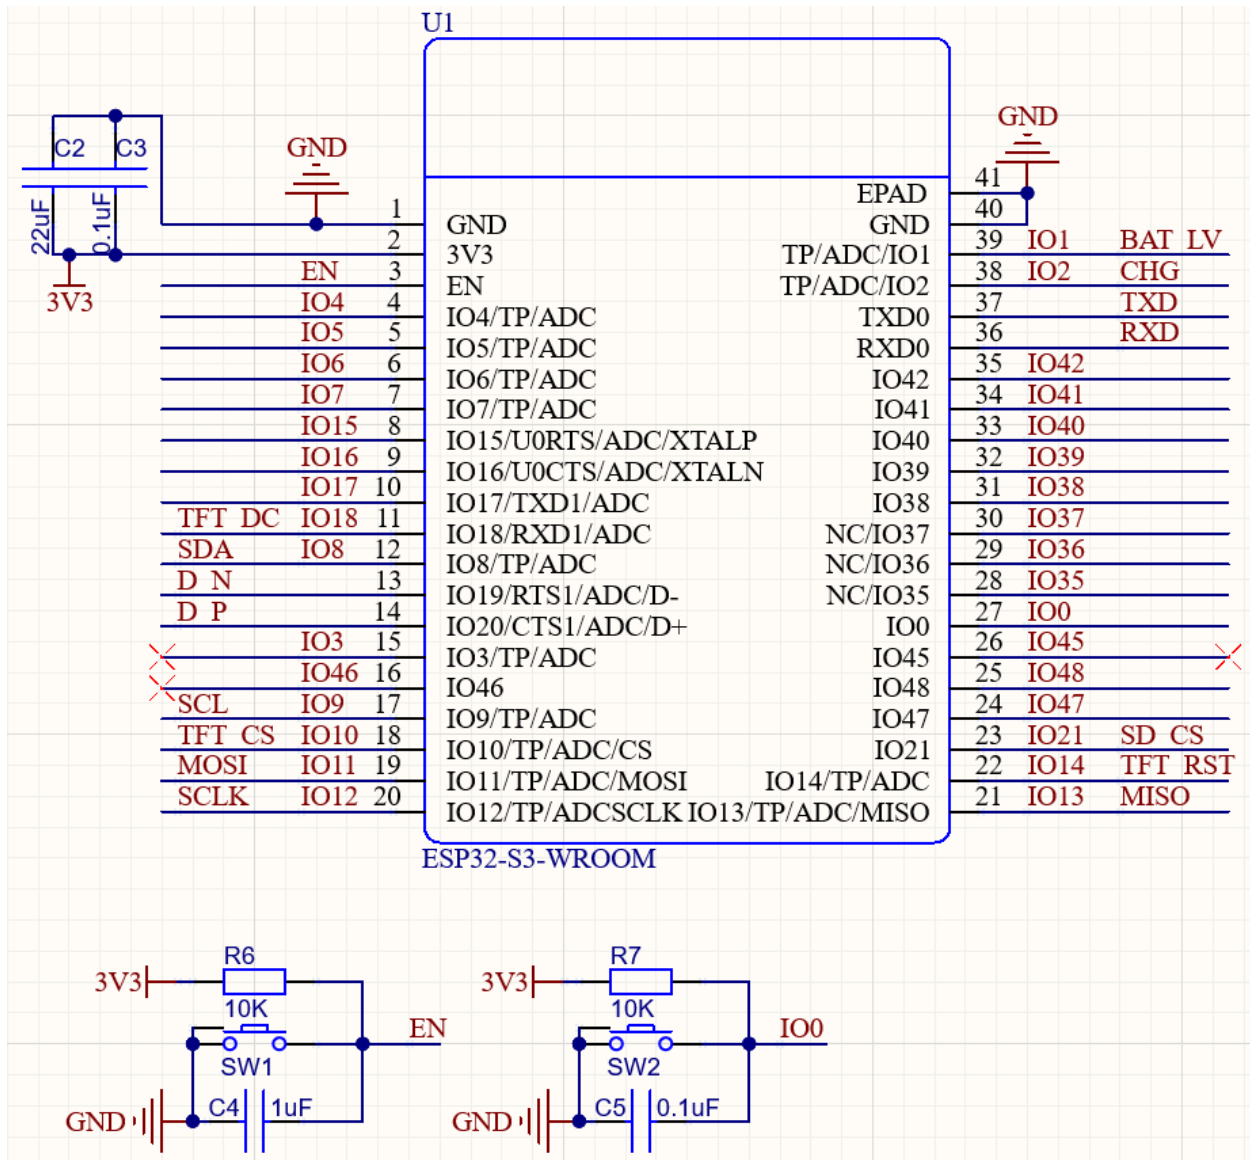 U1
C2 C3
22uF 0.1uF
3V3
GND
GND
1 GND
2 3V3
EN 3 EN
IO4 4 IO4/TP/ADC
IO5 5 IO5/TP/ADC
IO6 6 IO6/TP/ADC
IO7 7 IO7/TP/ADC
IO15 8 IO15/U0RTS/ADC/XTALP
IO16 9 IO16/U0CTS/ADC/XTALN
IO17 10 IO17/TXD1/ADC
TFT_DC IO18 11 IO18/RXD1/ADC
SDA IO8 12 IO8/TP/ADC
D_N 13 IO19/RTS1/ADC/D-
D_P 14 IO20/CTS1/ADC/D+
IO3 15 IO3/TP/ADC
IO46 16 IO46
SCL IO9 17 IO9/TP/ADC
TFT_CS IO10 18 IO10/TP/ADC/CS
MOSI IO11 19 IO11/TP/ADC/MOSI
SCLK IO12 20 IO12/TP/ADCSCLK
EPAD 41
GND 40
TP/ADC/IO1 39 IO1 BAT_LV
TP/ADC/IO2 38 IO2 CHG
TXD0 37 TXD
RXD0 36 RXD
IO42 35 IO42
IO41 34 IO41
IO40 33 IO40
IO39 32 IO39
IO38 31 IO38
NC/IO37 30 IO37
NC/IO36 29 IO36
NC/IO35 28 IO35
IO0 27 IO0
IO45 26 IO45
IO48 25 IO48
IO47 24 IO47
IO21 23 IO21 SD_CS
IO14/TP/ADC 22 IO14 TFT_RST
IO13/TP/ADC/MISO 21 IO13 MISO
ESP32-S3-WROOM
R6
3V3
10K
EN
SW1
C4 1uF
GND
R7
3V3
10K
IO0
SW2
C5 0.1uF
GND